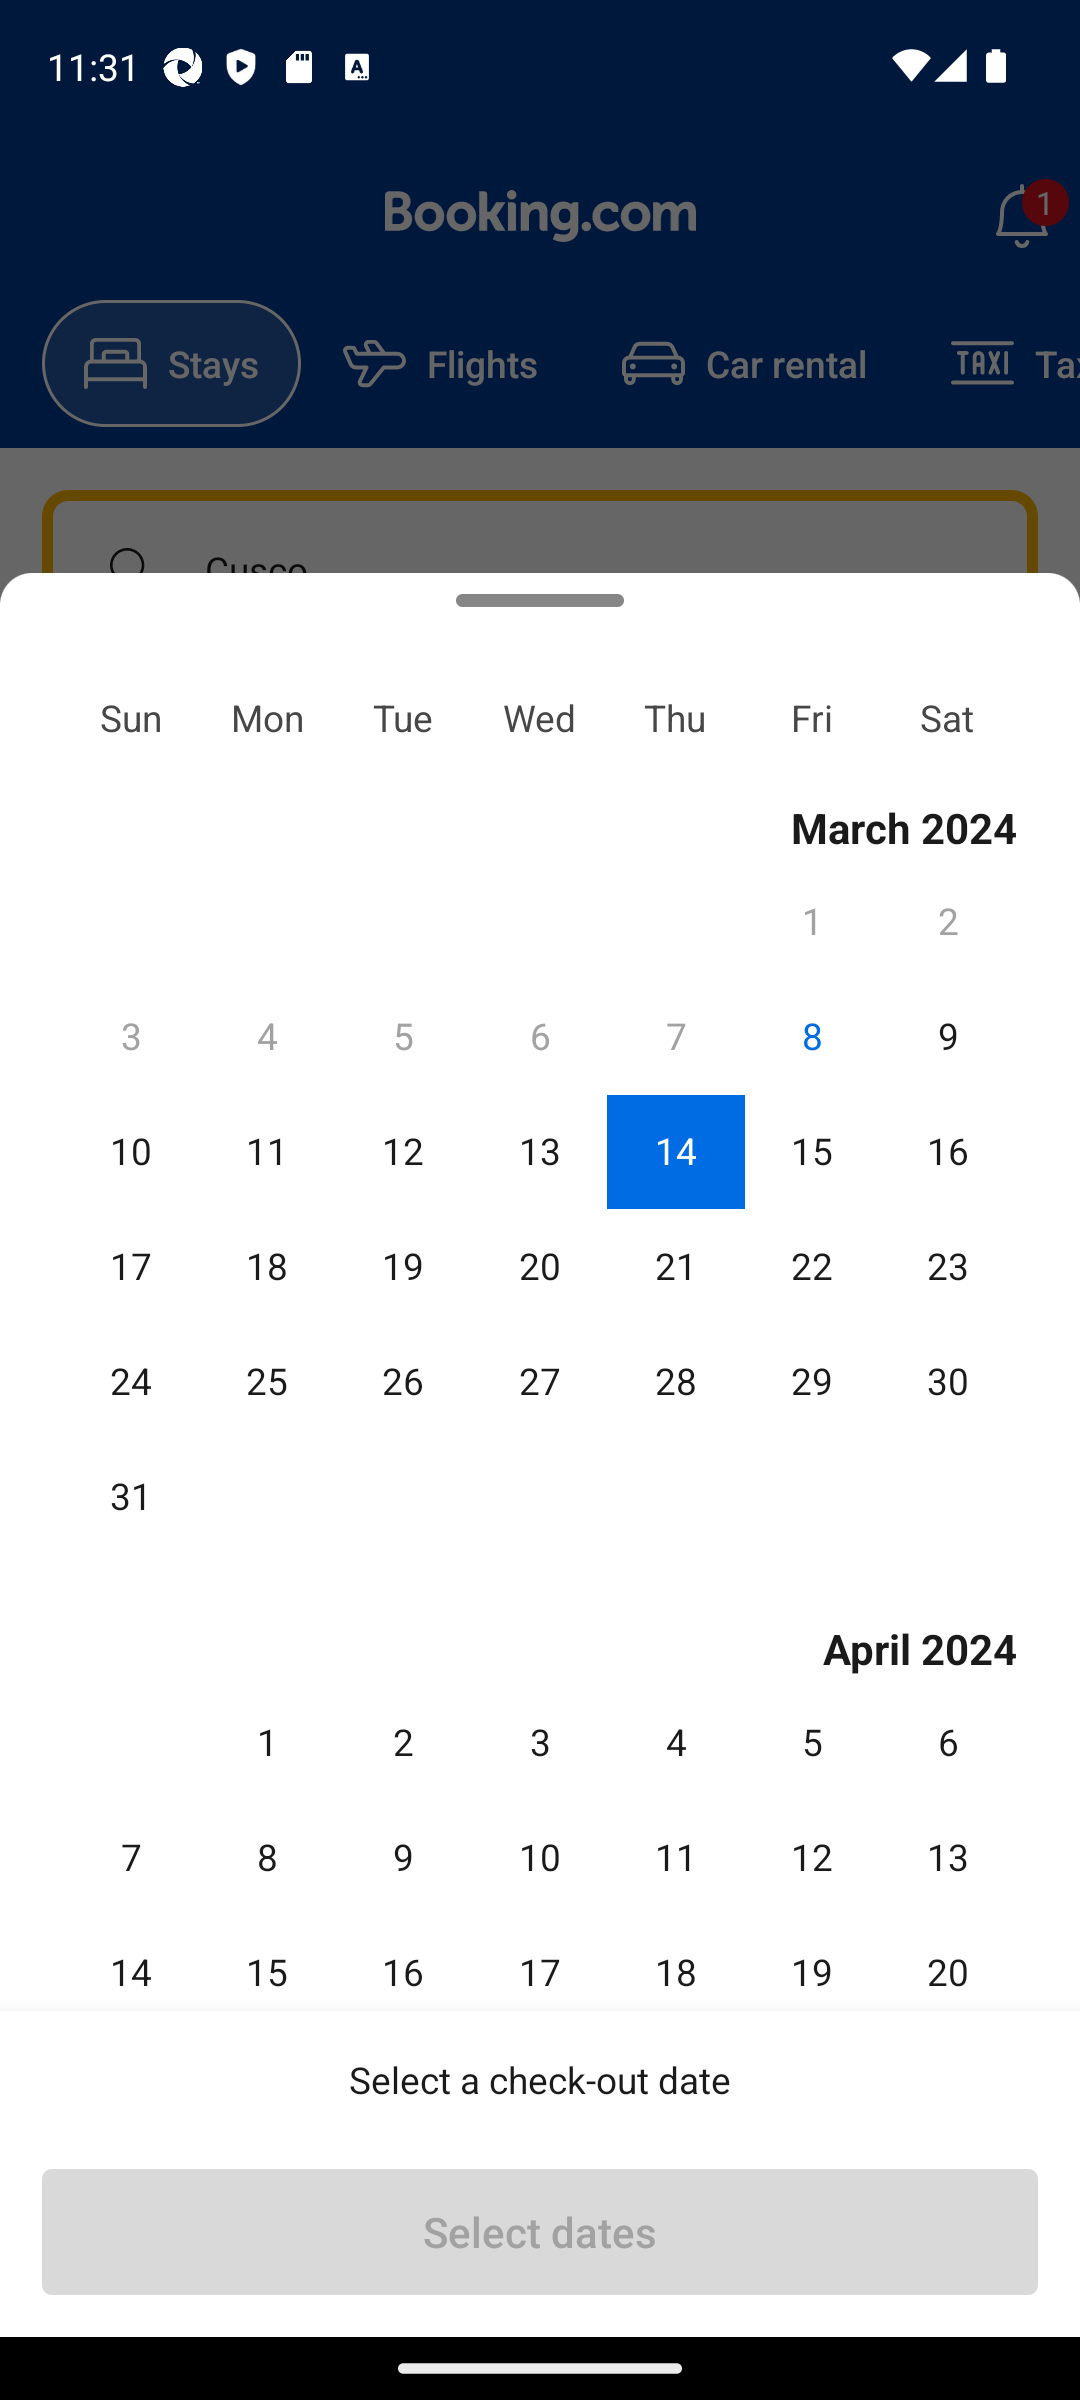 11:31
Booking.com
1
Stays Flights Car rental TAXI Tax
Cusco
Sun Mon Tue Wed Thu Fri Sat
March 2024
1 2
3 4 5 6 7 8 9
10 11 12 13 14 15 16
17 18 19 20 21 22 23
24 25 26 27 28 29 30
31
April 2024
1 2 3 4 5 6
7 8 9 10 11 12 13
14 15 16 17 18 19 20
Select a check-out date
Select dates